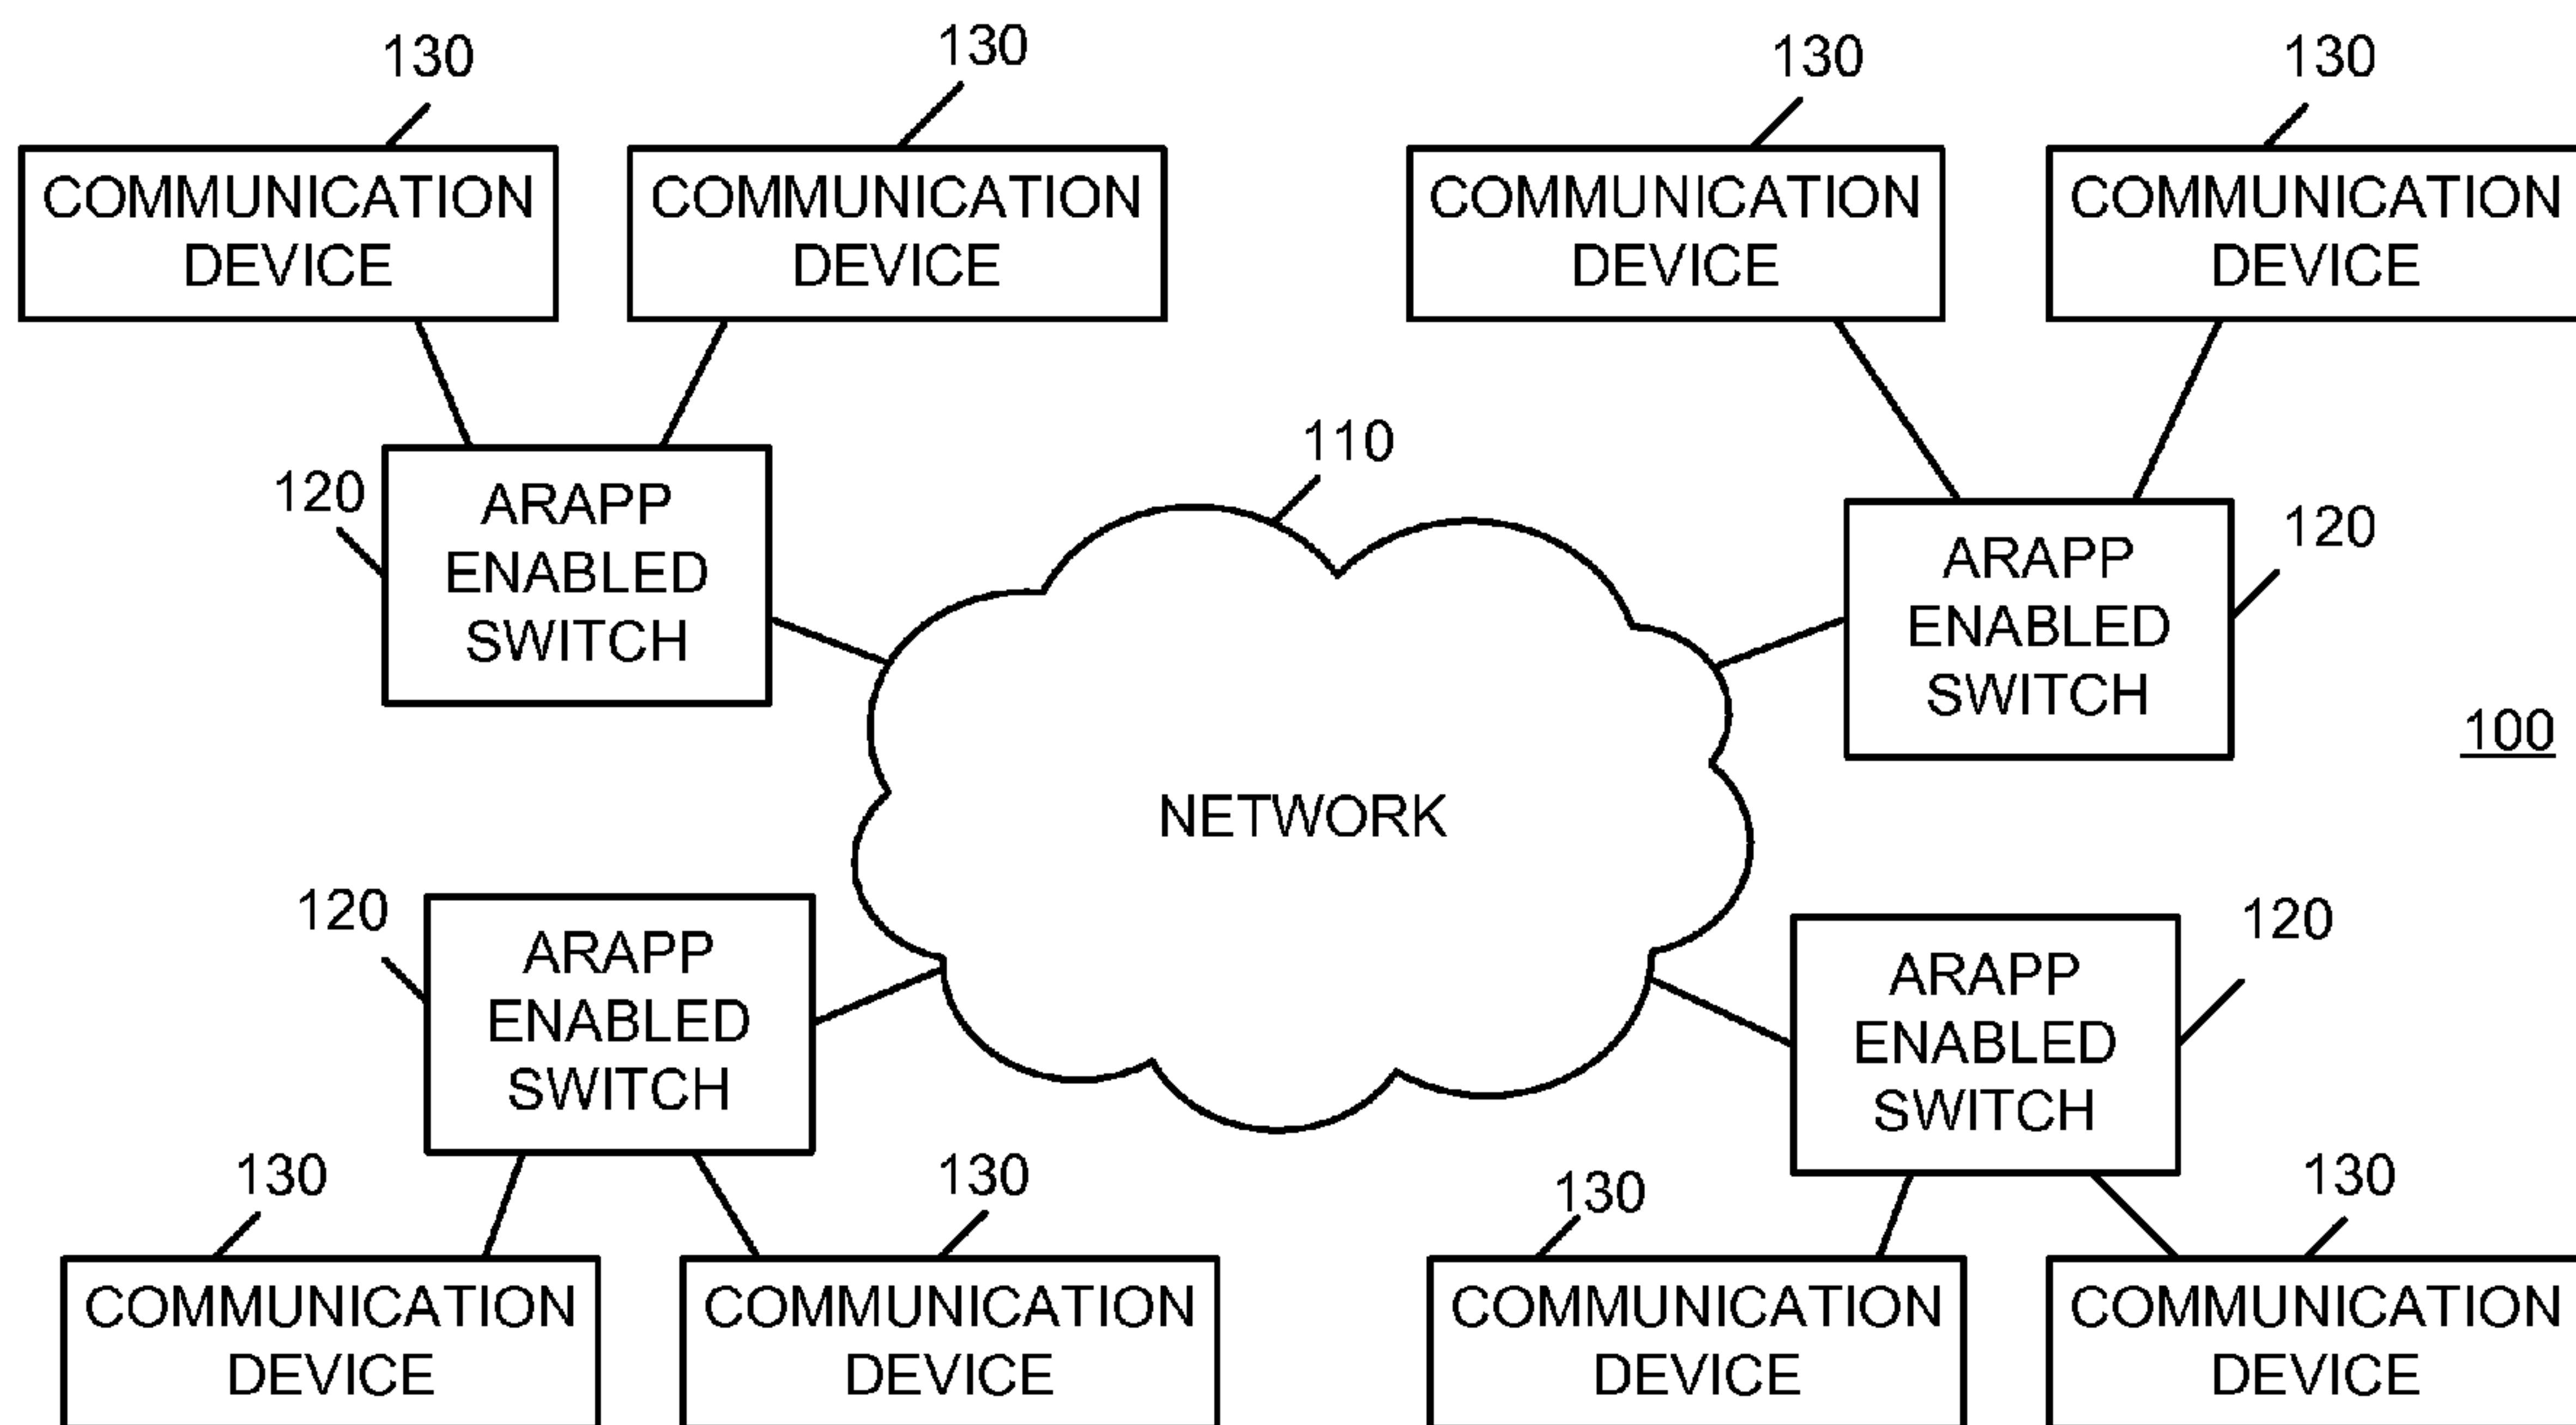 130
130
130
130
COMMUNICATION
DEVICE
COMMUNICATION
DEVICE
COMMUNICATION
DEVICE
COMMUNICATION
DEVICE
110
120
ARAPP
ENABLED
SWITCH
ARAPP
ENABLED
SWITCH
120
100
NETWORK
120
ARAPP
ENABLED
SWITCH
ARAPP
ENABLED
SWITCH
120
130
130
130
130
COMMUNICATION
DEVICE
COMMUNICATION
DEVICE
COMMUNICATION
DEVICE
COMMUNICATION
DEVICE